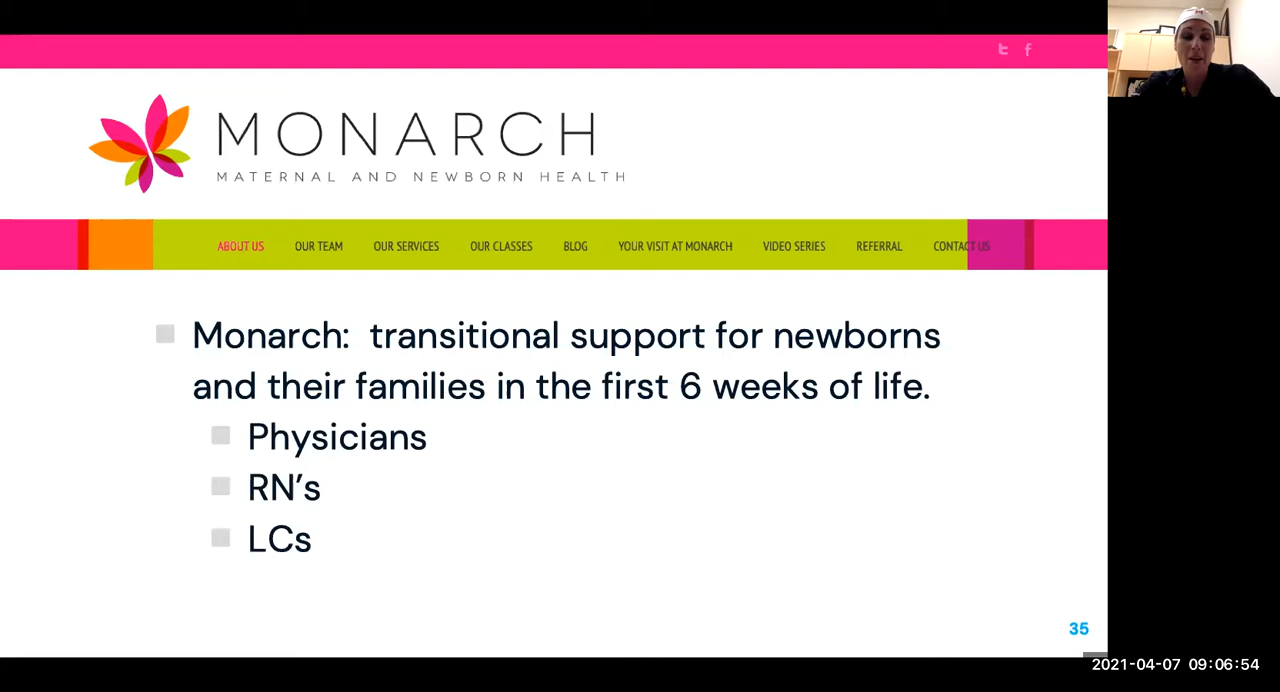 MONARCH
MATERNAL AND NEWBORN HEALTH
ABOUT US OUR TEAM OUR SERVICES OUR CLASSES BLOG YOUR VISIT AT MONARCH VIDEO SERIES REFERRAL CONTACT US
Monarch: transitional support for newborns
and their families in the first 6 weeks of life.
Physicians
RN’s
LCs
35
2021-04-07 09:06:54